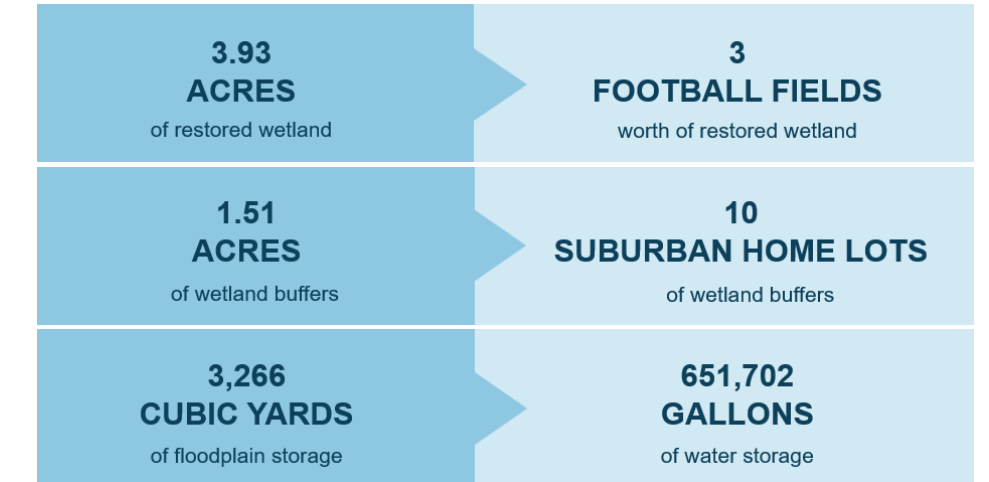 3.93
ACRES
of restored wetland
3
FOOTBALL FIELDS
worth of restored wetland
1.51
ACRES
of wetland buffers
10
SUBURBAN HOME LOTS
of wetland buffers
3,266
CUBIC YARDS
of floodplain storage
651,702
GALLONS
of water storage